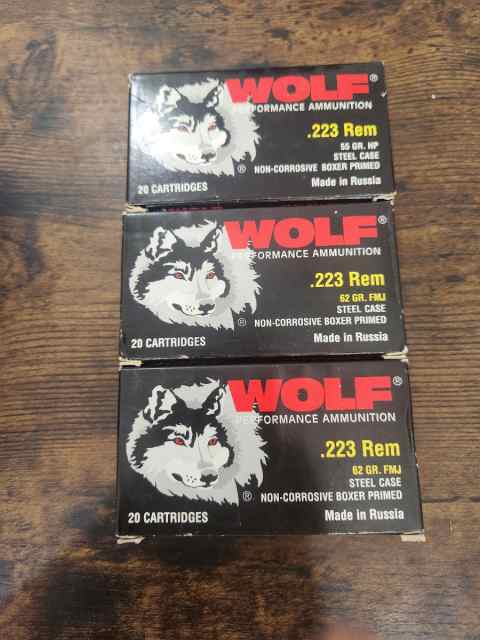 WOLF®
PERFORMANCE AMMUNITION
.223 Rem
55 GR. HP
STEEL CASE
® NON-CORROSIVE BOXER PRIMED
20 CARTRIDGES
Made in Russia
WOLF®
PERFORMANCE AMMUNITION
.223 Rem
62 GR. FMJ
STEEL CASE
® NON-CORROSIVE BOXER PRIMED
20 CARTRIDGES
Made in Russia
WOLF®
PERFORMANCE AMMUNITION
.223 Rem
62 GR. FMJ
STEEL CASE
® NON-CORROSIVE BOXER PRIMED
20 CARTRIDGES
Made in Russia